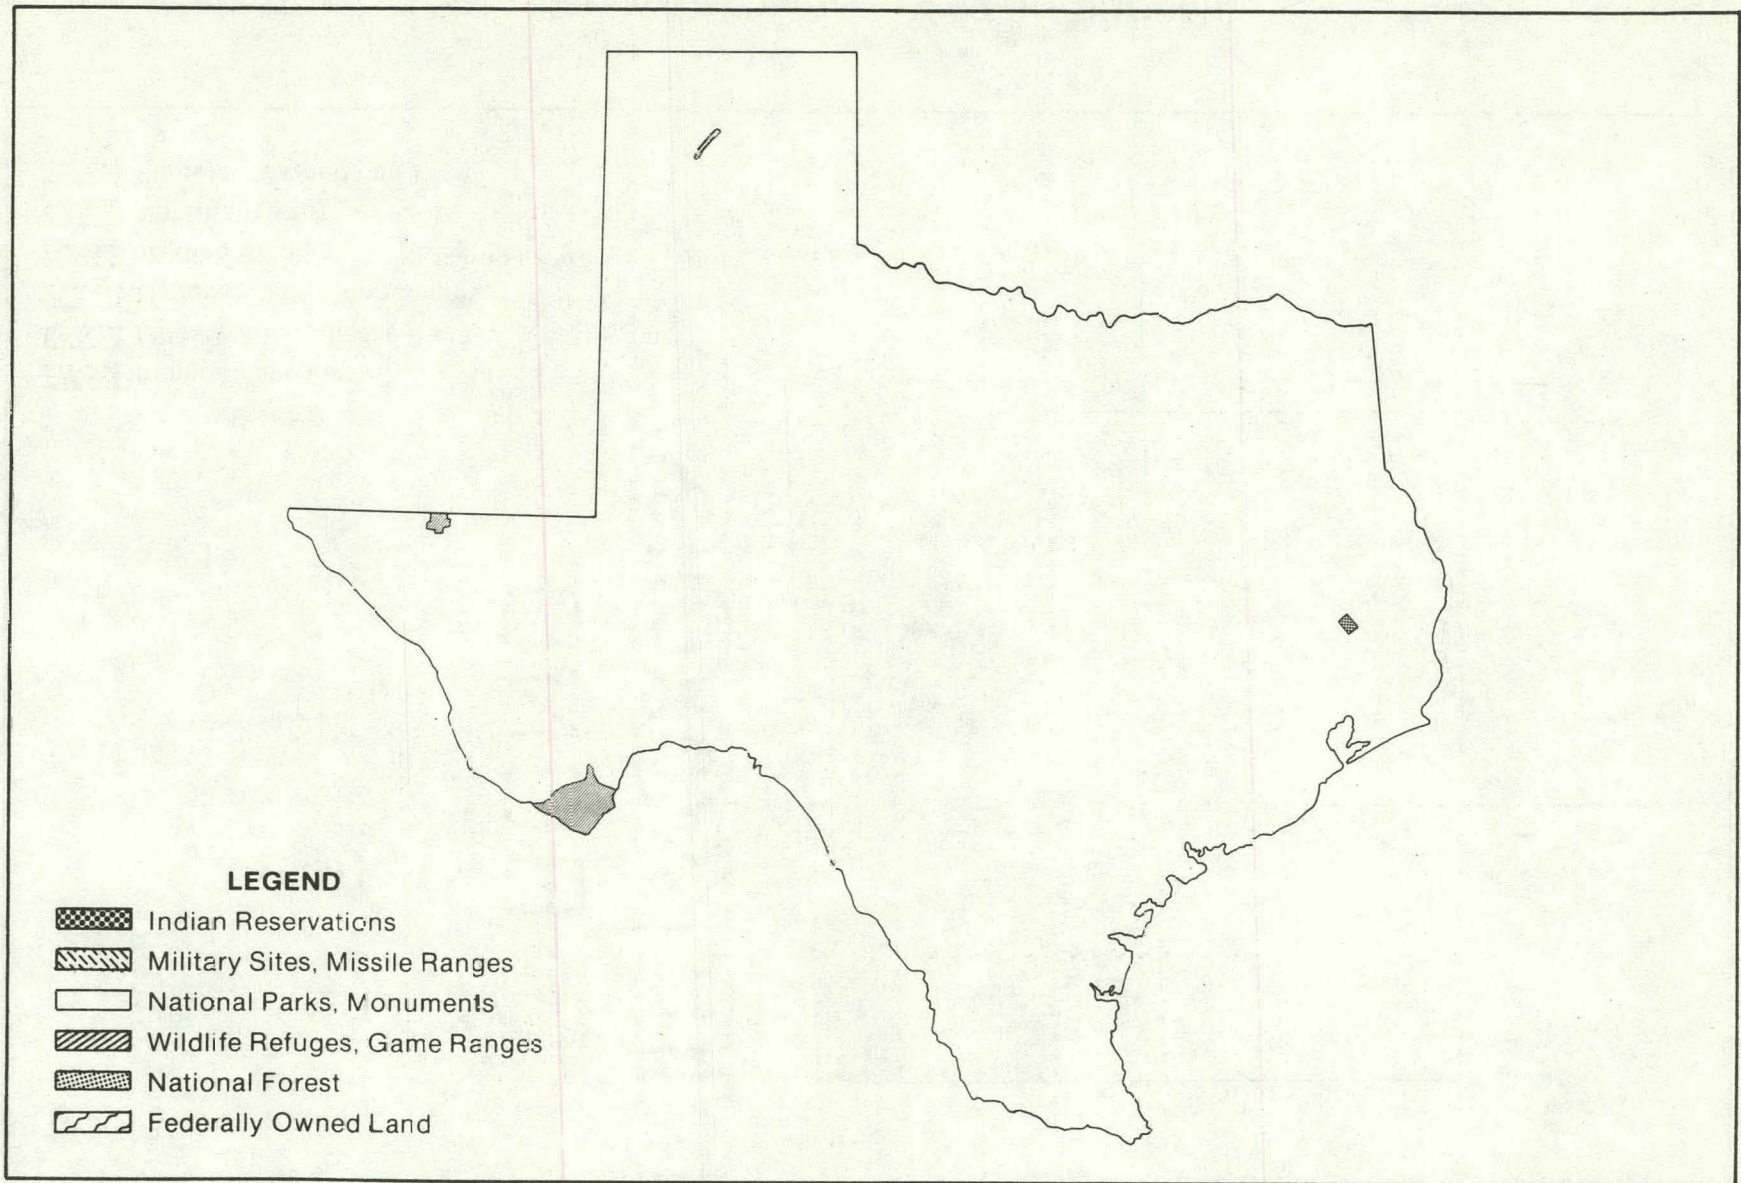 LEGEND
Indian Reservations
Military Sites, Missile Ranges
National Parks, Monuments
Wildlife Refuges, Game Ranges
National Forest
Federally Owned Land